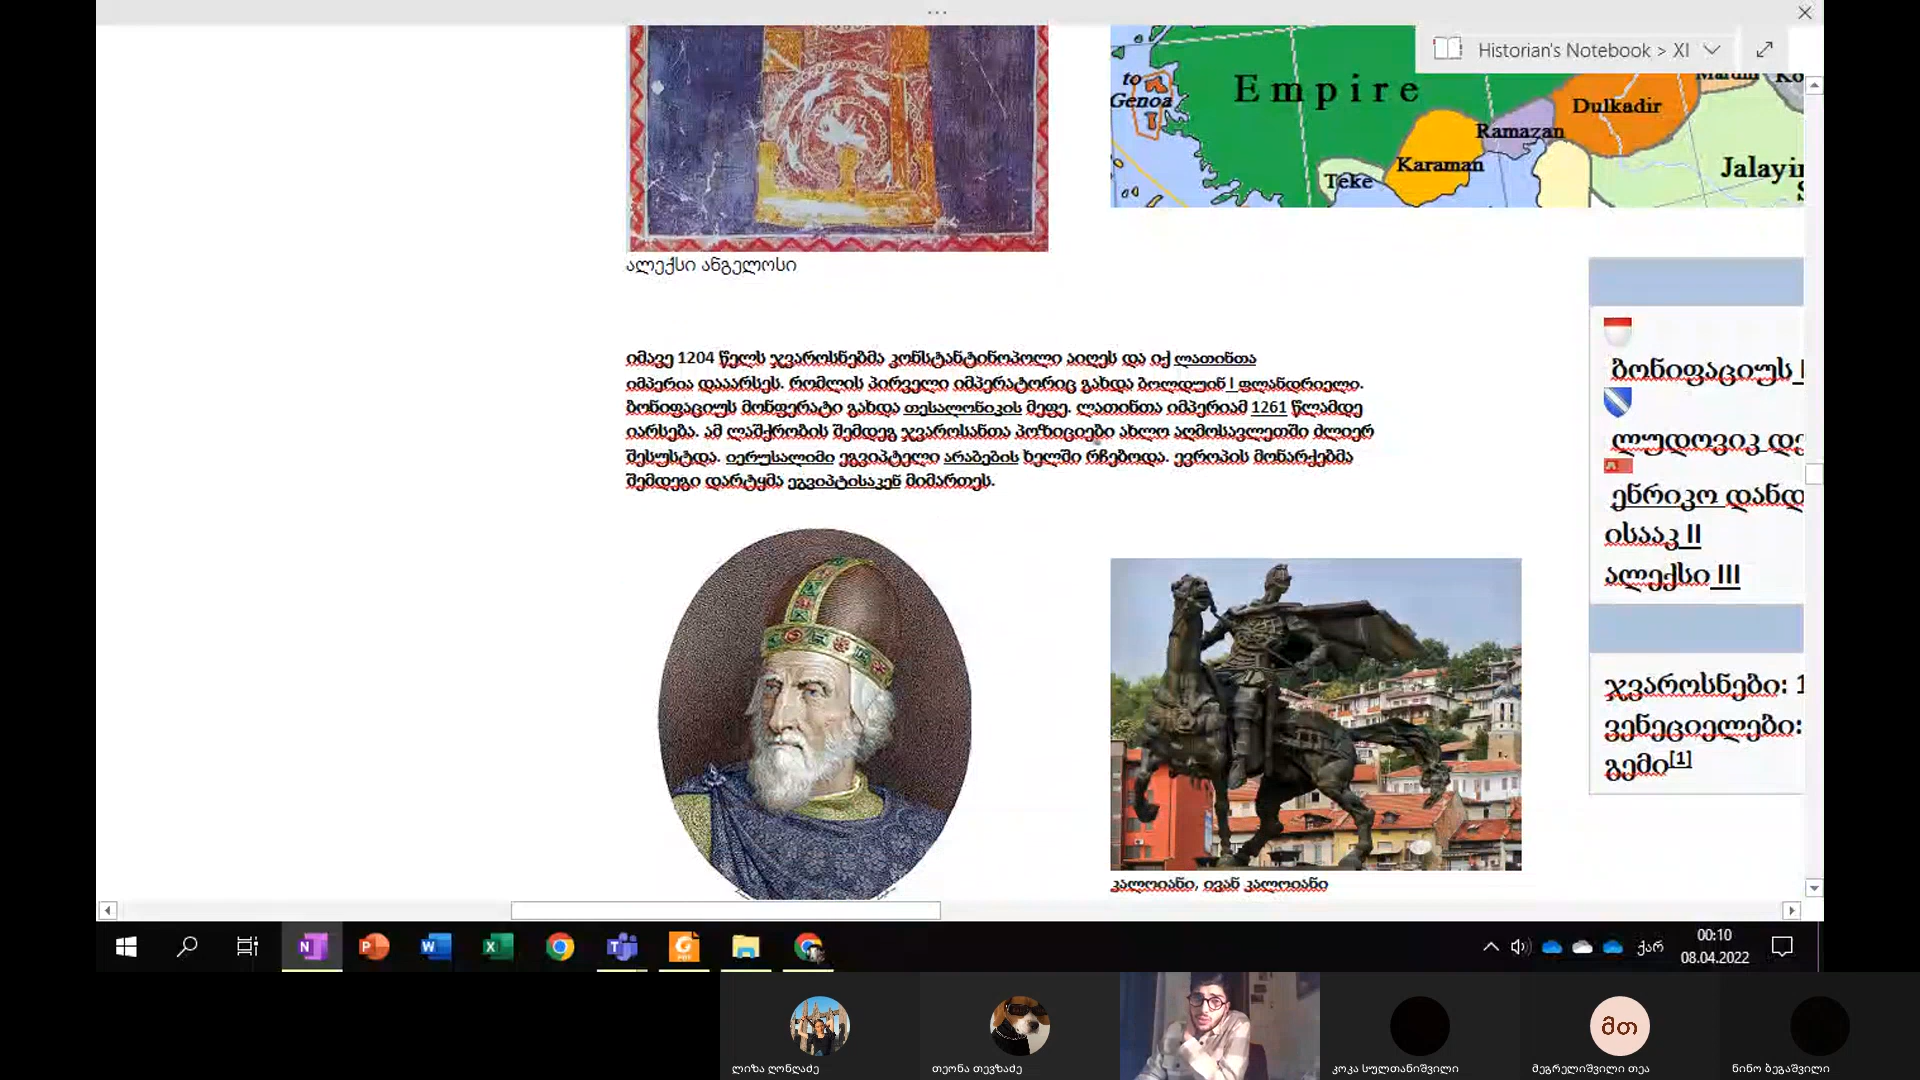 Historian's Notebook > XI
Empire
to
Genoa
Dulkadir
Ramazan
Karaman
Teke
ალექსი ანგელოსი
იმავე 1204 წელს ჯვაროსნებმა კონსტანტინოპოლი აიღეს და იქ ლათინთა
იმპერია დააარსეს. რომლის პირველი იმპერატორიც გახდა ბოლდუინ I ფლანდრიელი.
ბონიფაციუს მონფერატი გახდა თესალონიკის მეფე. ლათინთა იმპერიამ 1261 წლამდე
იარსება. ამ ლაშქრობის შემდეგ ჯვაროსანთა პოზიციები ახლო აღმოსავლეთში ძლიერ
შესუსტდა. იერუსალიმი ეგვიპტელი არაბების ხელში რჩებოდა. ევროპის მონარქებმა
შემდეგი დარტყმა ეგვიპტისაკენ მიმართეს.
ბონიფაციუს
ლუდოვიკ დე
ენრიკო დანდ
ისააკ II
ალექსი III
ჯვაროსნები: 1
ვენეციელები:
გემი[1]
კალოიანი, ივან კალოიანი
ქარ
00:10
08.04.2022
მთ
ლიზა ღონღაძე
თეონა თევზაძე
კოკა სულთანიშვილი
მეგრელიშვილი თეა
ნინო ბეგაშვილი